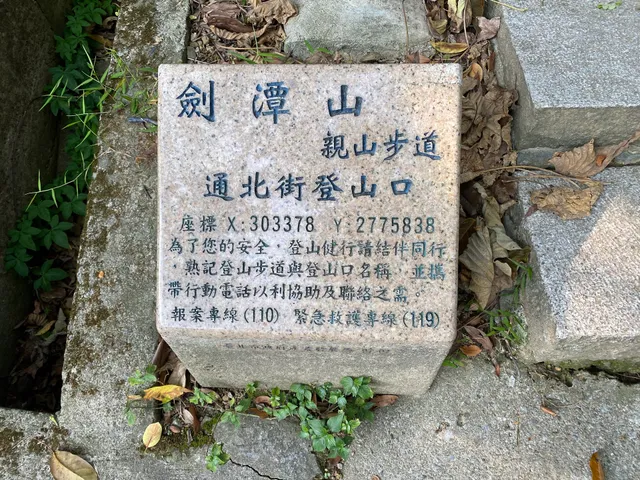 劍潭山
親山步道
通北街登山口
座標 X:303378 Y:2775838
為了您的安全，登山健行請結伴同行
，熟記登山步道與登山口名稱，並攜
帶行動電話以利協助及聯絡之需。
報案專線(110) 緊急救護專線(119)